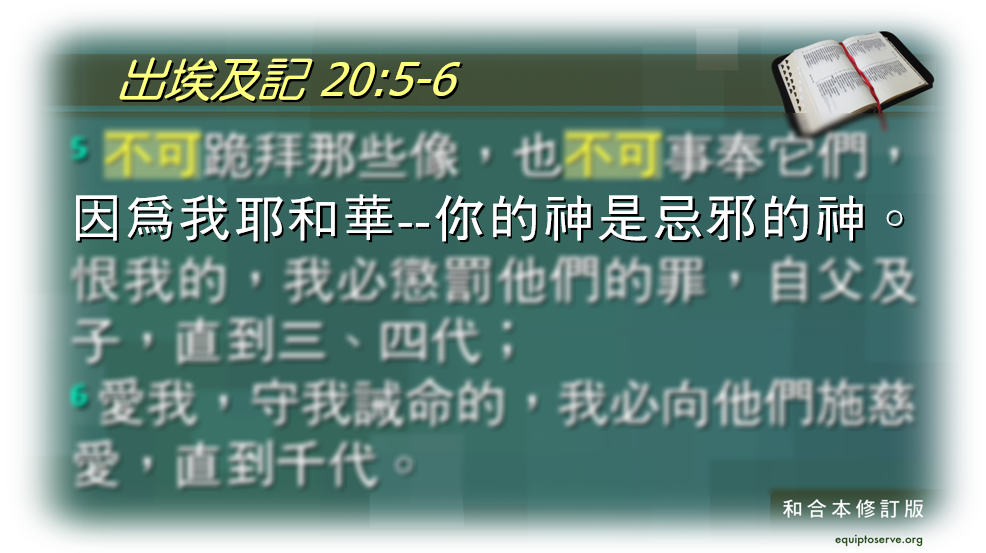 出埃及記 20:5-6
5 不可跪拜那些像，也不可事奉它們，
因爲我耶和華--你的神是忌邪的神。
恨我的，我必懲罰他們的罪，自父及
子，直到三、四代；
6 愛我，守我誡命的，我必向他們施慈
愛，直到千代。
和合本修訂版
equiptoserve.org